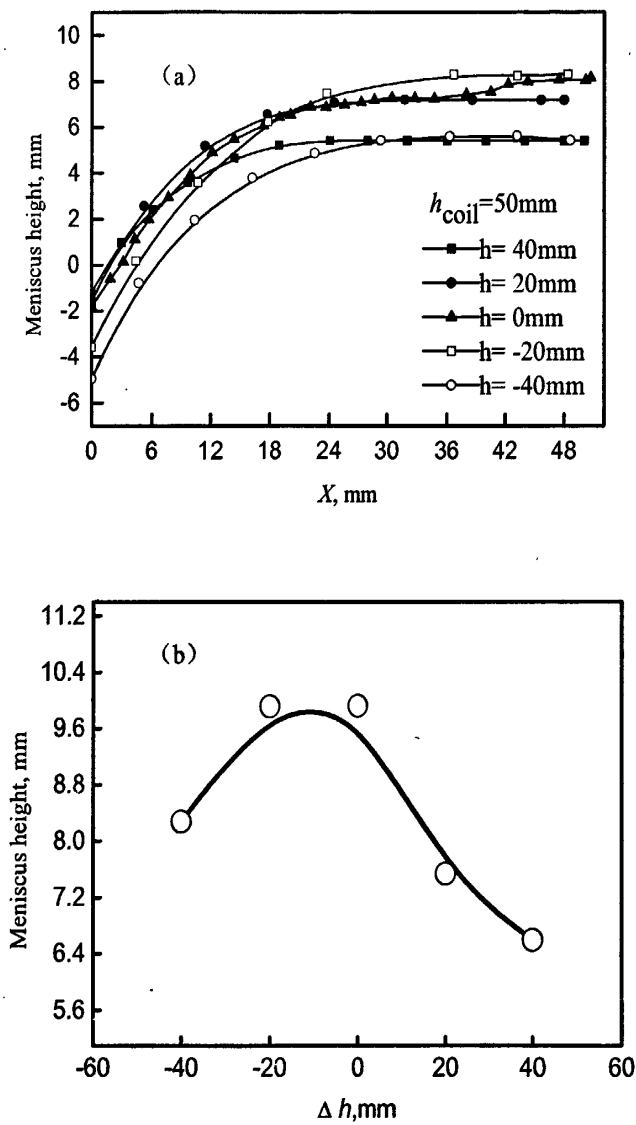 10
8
6
4
2
0
-2
-4
-6
Meniscus height, mm
(a)
h coil=50mm
h= 40mm
h= 20mm
h= 0mm
h= -20mm
h= -40mm
0 6 12 18 24 30 36 42 48
X, mm
11.2
10.4
9.6
8.8
8.0
7.2
6.4
5.6
Meniscus height, mm
(b)
-60 -40 -20 0 20 40 60
Δ h,mm